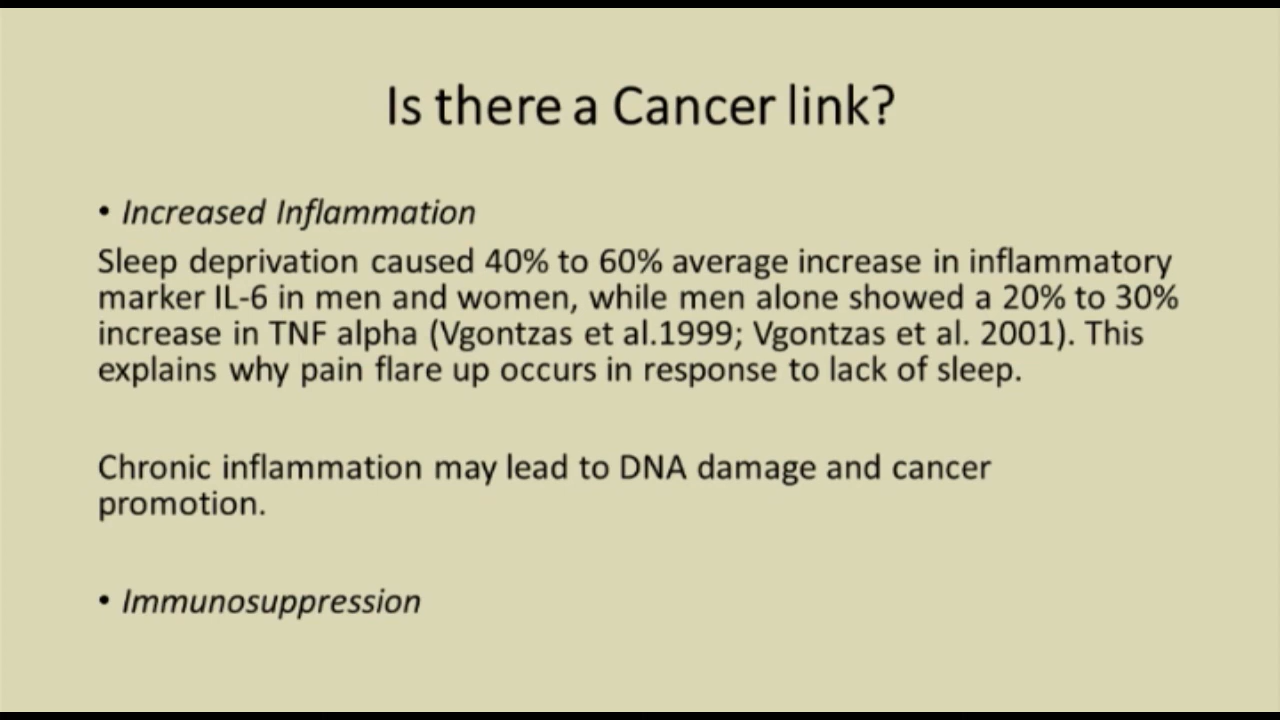 Is there a Cancer link?
• Increased Inflammation
Sleep deprivation caused 40% to 60% average increase in inflammatory
marker IL-6 in men and women, while men alone showed a 20% to 30%
increase in TNF alpha (Vgontzas et al.1999; Vgontzas et al. 2001). This
explains why pain flare up occurs in response to lack of sleep.
Chronic inflammation may lead to DNA damage and cancer
promotion.
• Immunosuppression